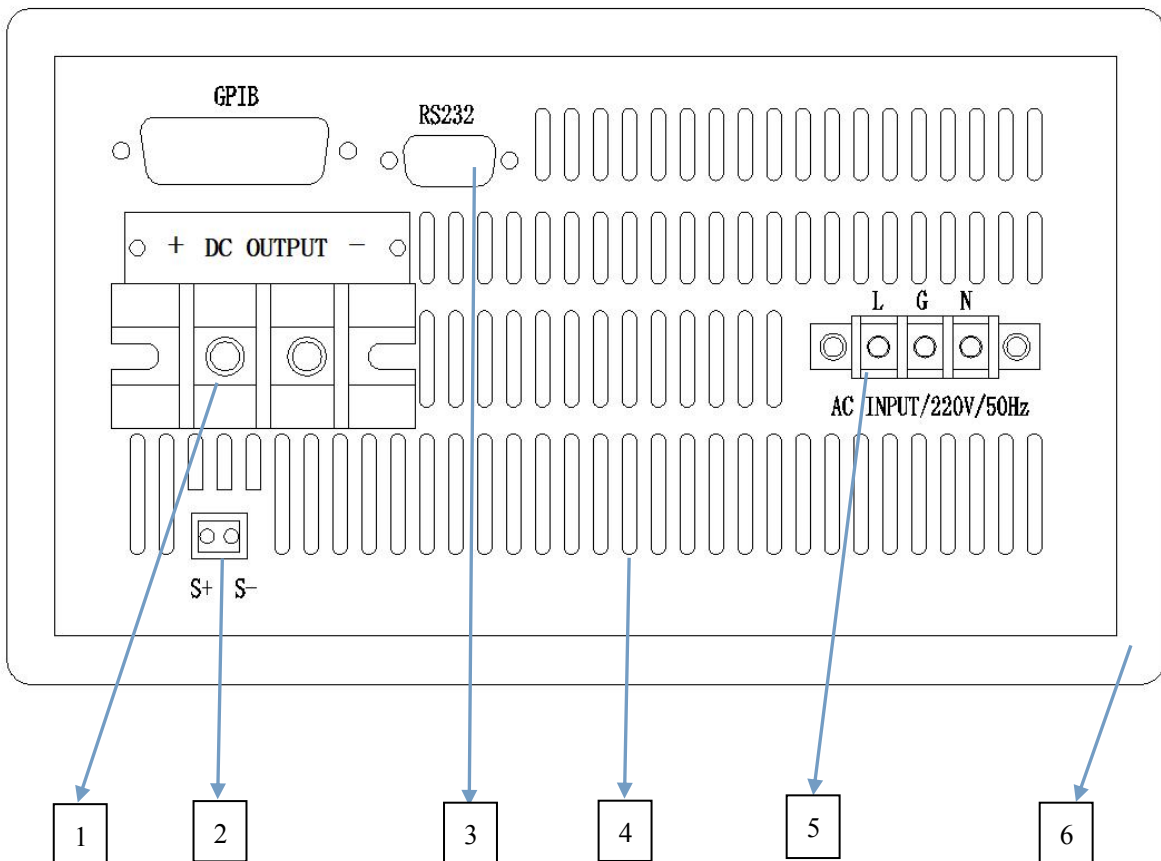 GPIB
RS232
+ DC OUTPUT −
L G N
AC INPUT/220V/50Hz
S+ S−
1 2 3 4 5 6